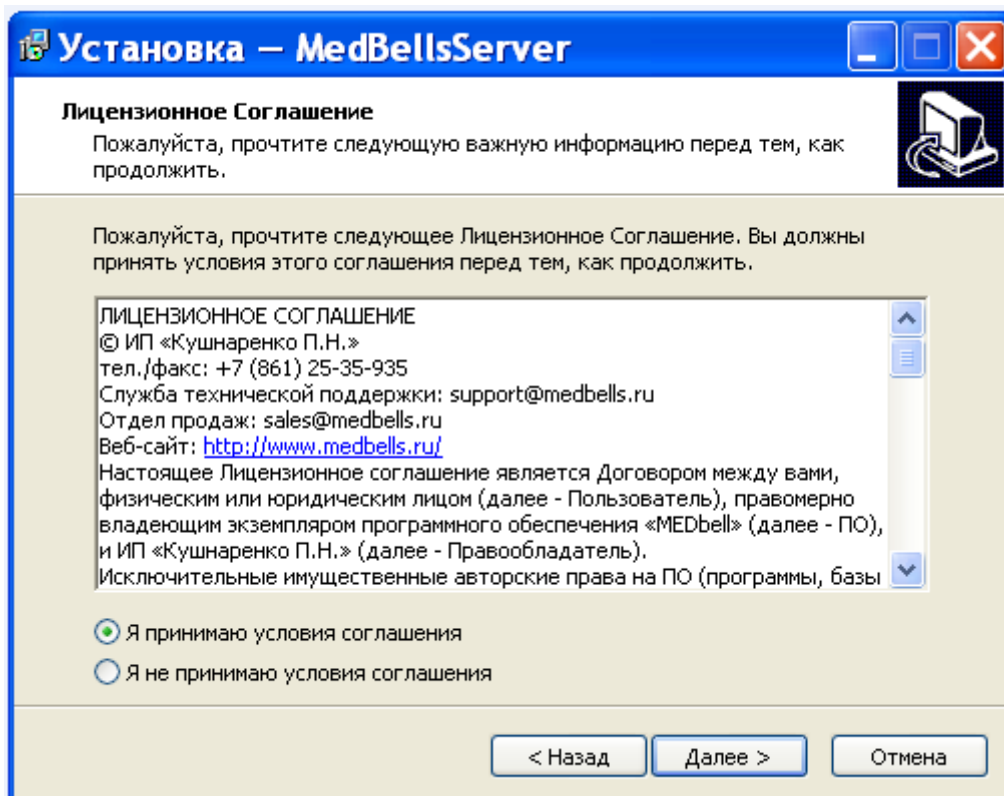 Установка — MedBellsServer
Лицензионное Соглашение
Пожалуйста, прочтите следующую важную информацию перед тем, как
продолжить.
Пожалуйста, прочтите следующее Лицензионное Соглашение. Вы должны
принять условия этого соглашения перед тем, как продолжить.
ЛИЦЕНЗИОННОЕ СОГЛАШЕНИЕ
© ИП «Кушнаренко П.Н.»
тел./факс: +7 (861) 25-35-935
Служба технической поддержки: support@medbells.ru
Отдел продаж: sales@medbells.ru
Веб-сайт: http://www.medbells.ru/
Настоящее Лицензионное соглашение является Договором между вами,
физическим или юридическим лицом (далее - Пользователь), правомерно
владеющим экземпляром программного обеспечения «MEDbell» (далее - ПО),
и ИП «Кушнаренко П.Н.» (далее - Правообладатель).
Исключительные имущественные авторские права на ПО (программы, базы
Я принимаю условия соглашения
Я не принимаю условия соглашения
< Назад
Далее >
Отмена